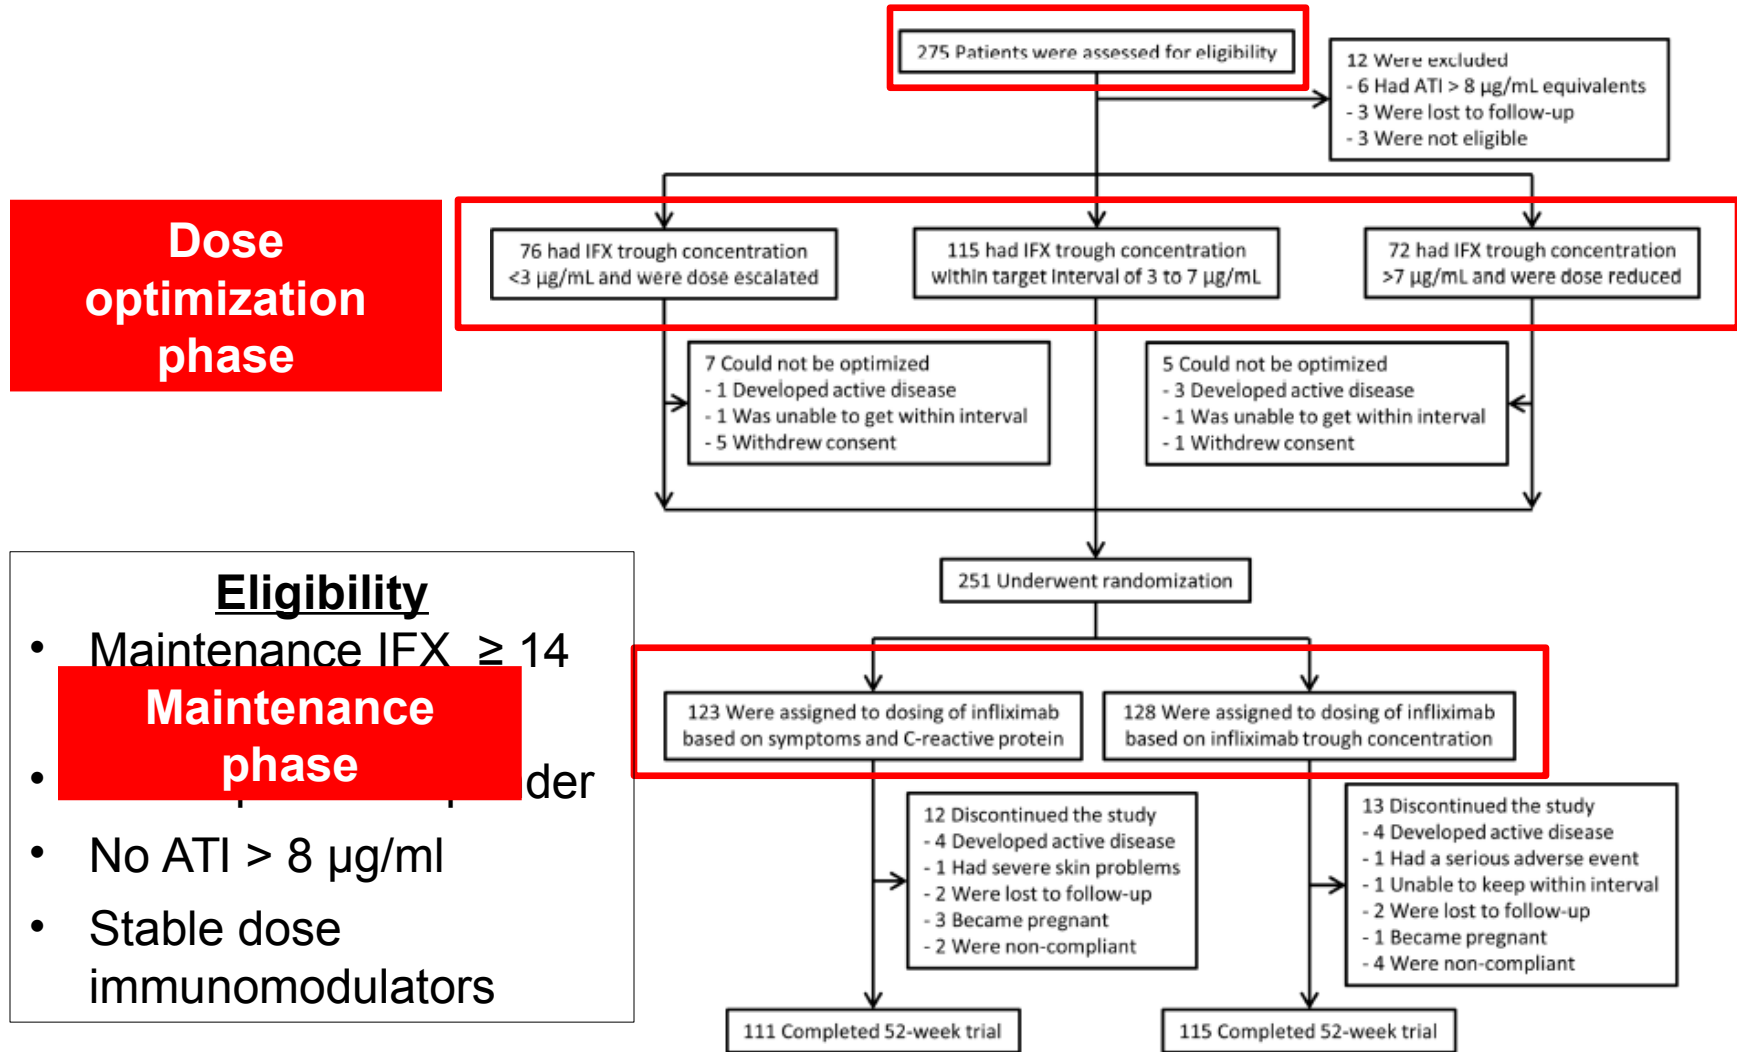 275 Patients were assessed for eligibility
12 Were excluded
- 6 Had ATI > 8 µg/mL equivalents
- 3 Were lost to follow-up
- 3 Were not eligible
Dose
optimization
phase
76 had IFX trough concentration
<3 µg/mL and were dose escalated
115 had IFX trough concentration
within target interval of 3 to 7 µg/mL
72 had IFX trough concentration
>7 µg/mL and were dose reduced
7 Could not be optimized
- 1 Developed active disease
- 1 Was unable to get within interval
- 5 Withdrew consent
5 Could not be optimized
- 3 Developed active disease
- 1 Was unable to get within interval
- 1 Withdrew consent
251 Underwent randomization
Eligibility
• Maintenance IFX ≥ 14
Maintenance
phase
• der
• No ATI > 8 µg/ml
• Stable dose
immunomodulators
123 Were assigned to dosing of infliximab
based on symptoms and C-reactive protein
128 Were assigned to dosing of infliximab
based on infliximab trough concentration
12 Discontinued the study
- 4 Developed active disease
- 1 Had severe skin problems
- 2 Were lost to follow-up
- 3 Became pregnant
- 2 Were non-compliant
13 Discontinued the study
- 4 Developed active disease
- 1 Had a serious adverse event
- 1 Unable to keep within interval
- 2 Were lost to follow-up
- 1 Became pregnant
- 4 Were non-compliant
111 Completed 52-week trial
115 Completed 52-week trial